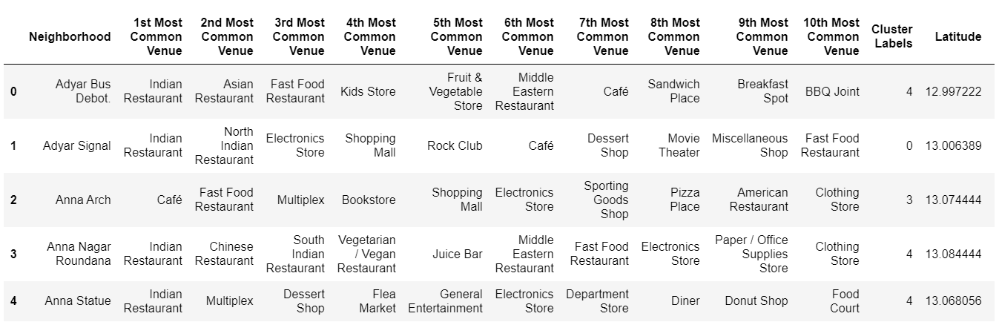 Neighborhood 1st Most Common Venue 2nd Most Common Venue 3rd Most Common Venue 4th Most Common Venue 5th Most Common Venue 6th Most Common Venue 7th Most Common Venue 8th Most Common Venue 9th Most Common Venue 10th Most Common Venue Cluster Labels Latitude
0 Adyar Bus Debot. Indian Restaurant Asian Restaurant Fast Food Restaurant Kids Store Fruit & Vegetable Store Middle Eastern Restaurant Café Sandwich Place Breakfast Spot BBQ Joint 4 12.997222
1 Adyar Signal Indian Restaurant North Indian Restaurant Electronics Store Shopping Mall Rock Club Café Dessert Shop Movie Theater Miscellaneous Shop Fast Food Restaurant 0 13.006389
2 Anna Arch Café Fast Food Restaurant Multiplex Bookstore Shopping Mall Electronics Store Sporting Goods Shop Pizza Place American Restaurant Clothing Store 3 13.074444
3 Anna Nagar Roundana Indian Restaurant Chinese Restaurant South Indian Restaurant Vegetarian / Vegan Restaurant Juice Bar Middle Eastern Restaurant Fast Food Restaurant Electronics Store Paper / Office Supplies Store Clothing Store 4 13.084444
4 Anna Statue Indian Restaurant Multiplex Dessert Shop Flea Market General Entertainment Electronics Store Department Store Diner Donut Shop Food Court 4 13.068056